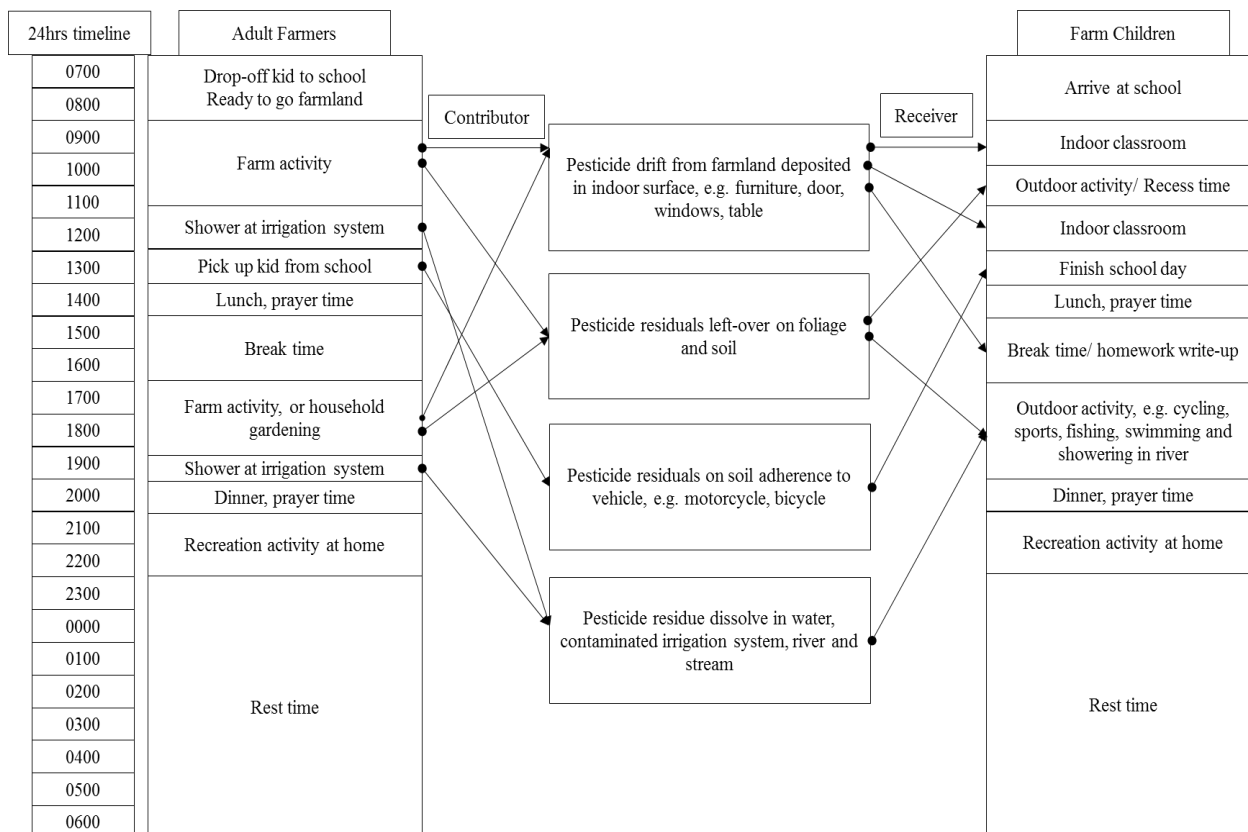 24hrs timeline
Adult Farmers
Farm Children
0700
0800
0900
1000
1100
1200
1300
1400
1500
1600
1700
1800
1900
2000
2100
2200
2300
0000
0100
0200
0300
0400
0500
0600
Drop-off kid to school
Ready to go farmland
Farm activity
Shower at irrigation system
Pick up kid from school
Lunch, prayer time
Break time
Farm activity, or household
gardening
Shower at irrigation system
Dinner, prayer time
Recreation activity at home
Rest time
Contributor
Pesticide drift from farmland deposited
in indoor surface, e.g. furniture, door,
windows, table
Pesticide residuals left-over on foliage
and soil
Pesticide residuals on soil adherence to
vehicle, e.g. motorcycle, bicycle
Pesticide residue dissolve in water,
contaminated irrigation system, river and
stream
Receiver
Arrive at school
Indoor classroom
Outdoor activity/ Recess time
Indoor classroom
Finish school day
Lunch, prayer time
Break time/ homework write-up
Outdoor activity, e.g. cycling,
sports, fishing, swimming and
showering in river
Dinner, prayer time
Recreation activity at home
Rest time